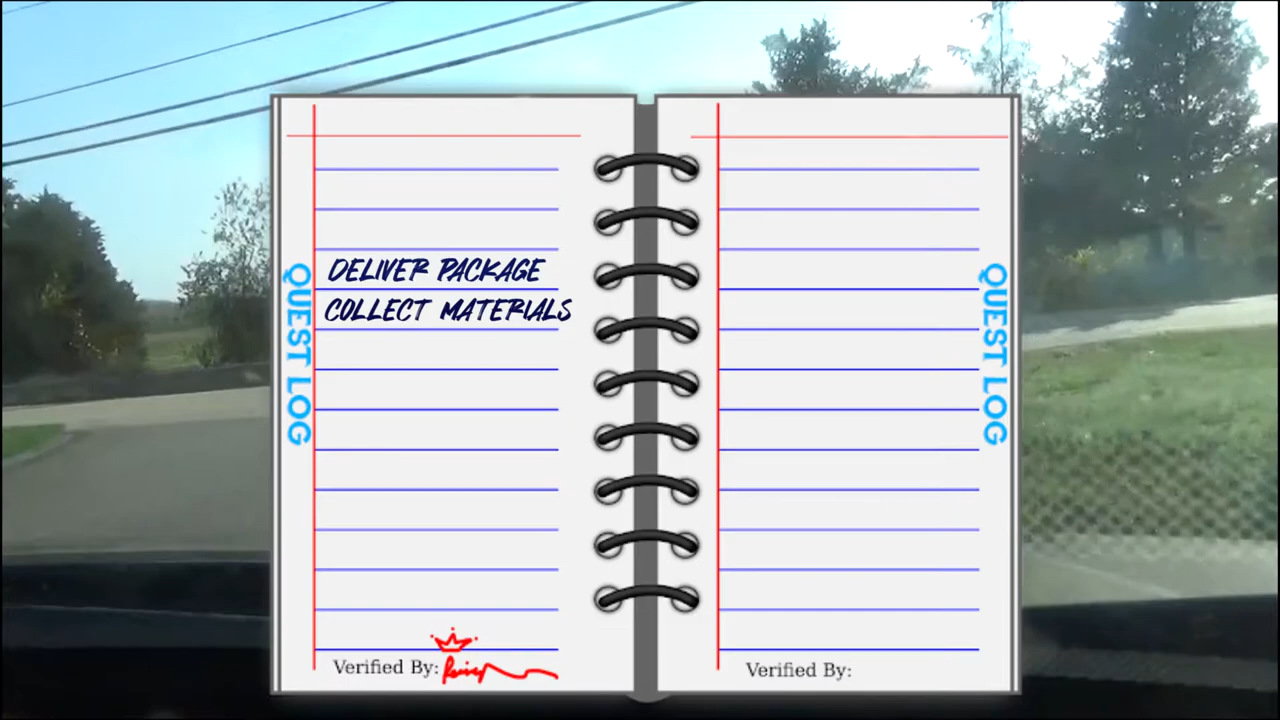 QUEST LOG
DELIVER PACKAGE
COLLECT MATERIALS
Verified By:
QUEST LOG
Verified By: